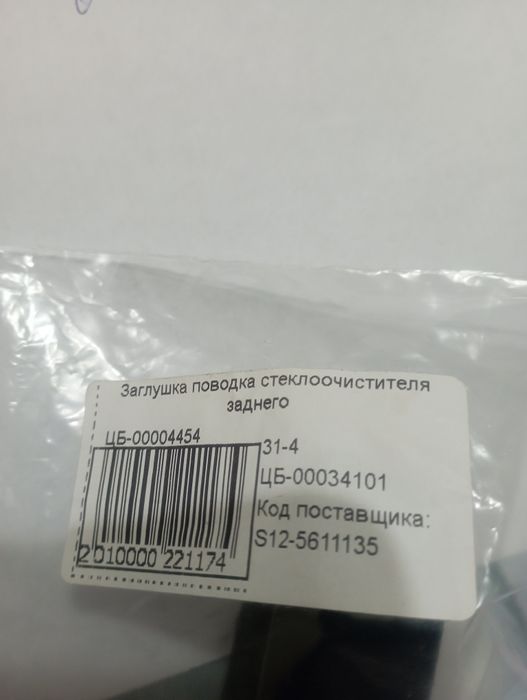 Заглушка поводка стеклоочистителя
заднего
ЦБ-00004454
31-4
ЦБ-00034101
Код поставщика:
S12-5611135
2 010000 221174